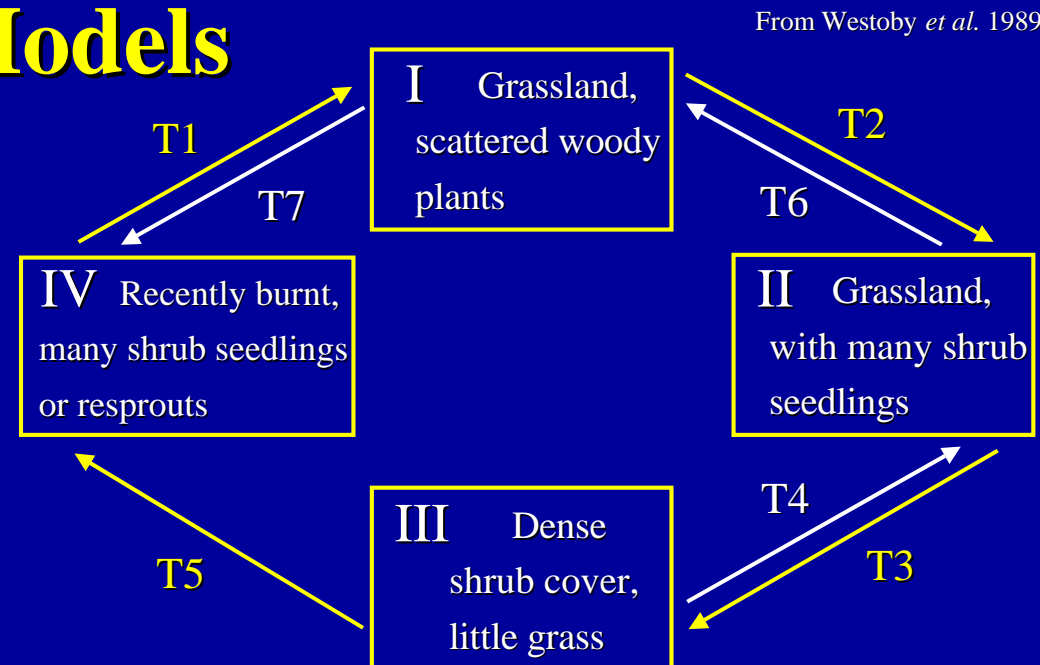 Models
From Westoby et al. 1989
I Grassland,
scattered woody
plants
T1
T2
T7
T6
IV Recently burnt,
many shrub seedlings
or resprouts
II Grassland,
with many shrub
seedlings
T4
T5
T3
III Dense
shrub cover,
little grass